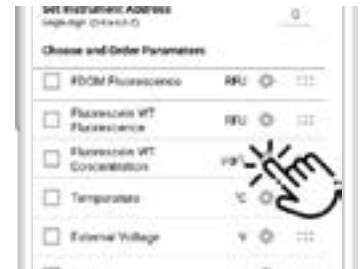 Set Instrument Address
0
Choose and Order Parameters
fDOM Fluorescence RFU
Fluorescein WT
Fluorescence RFU
Fluorescein WT
Concentration
Temperature °C
External Voltage V